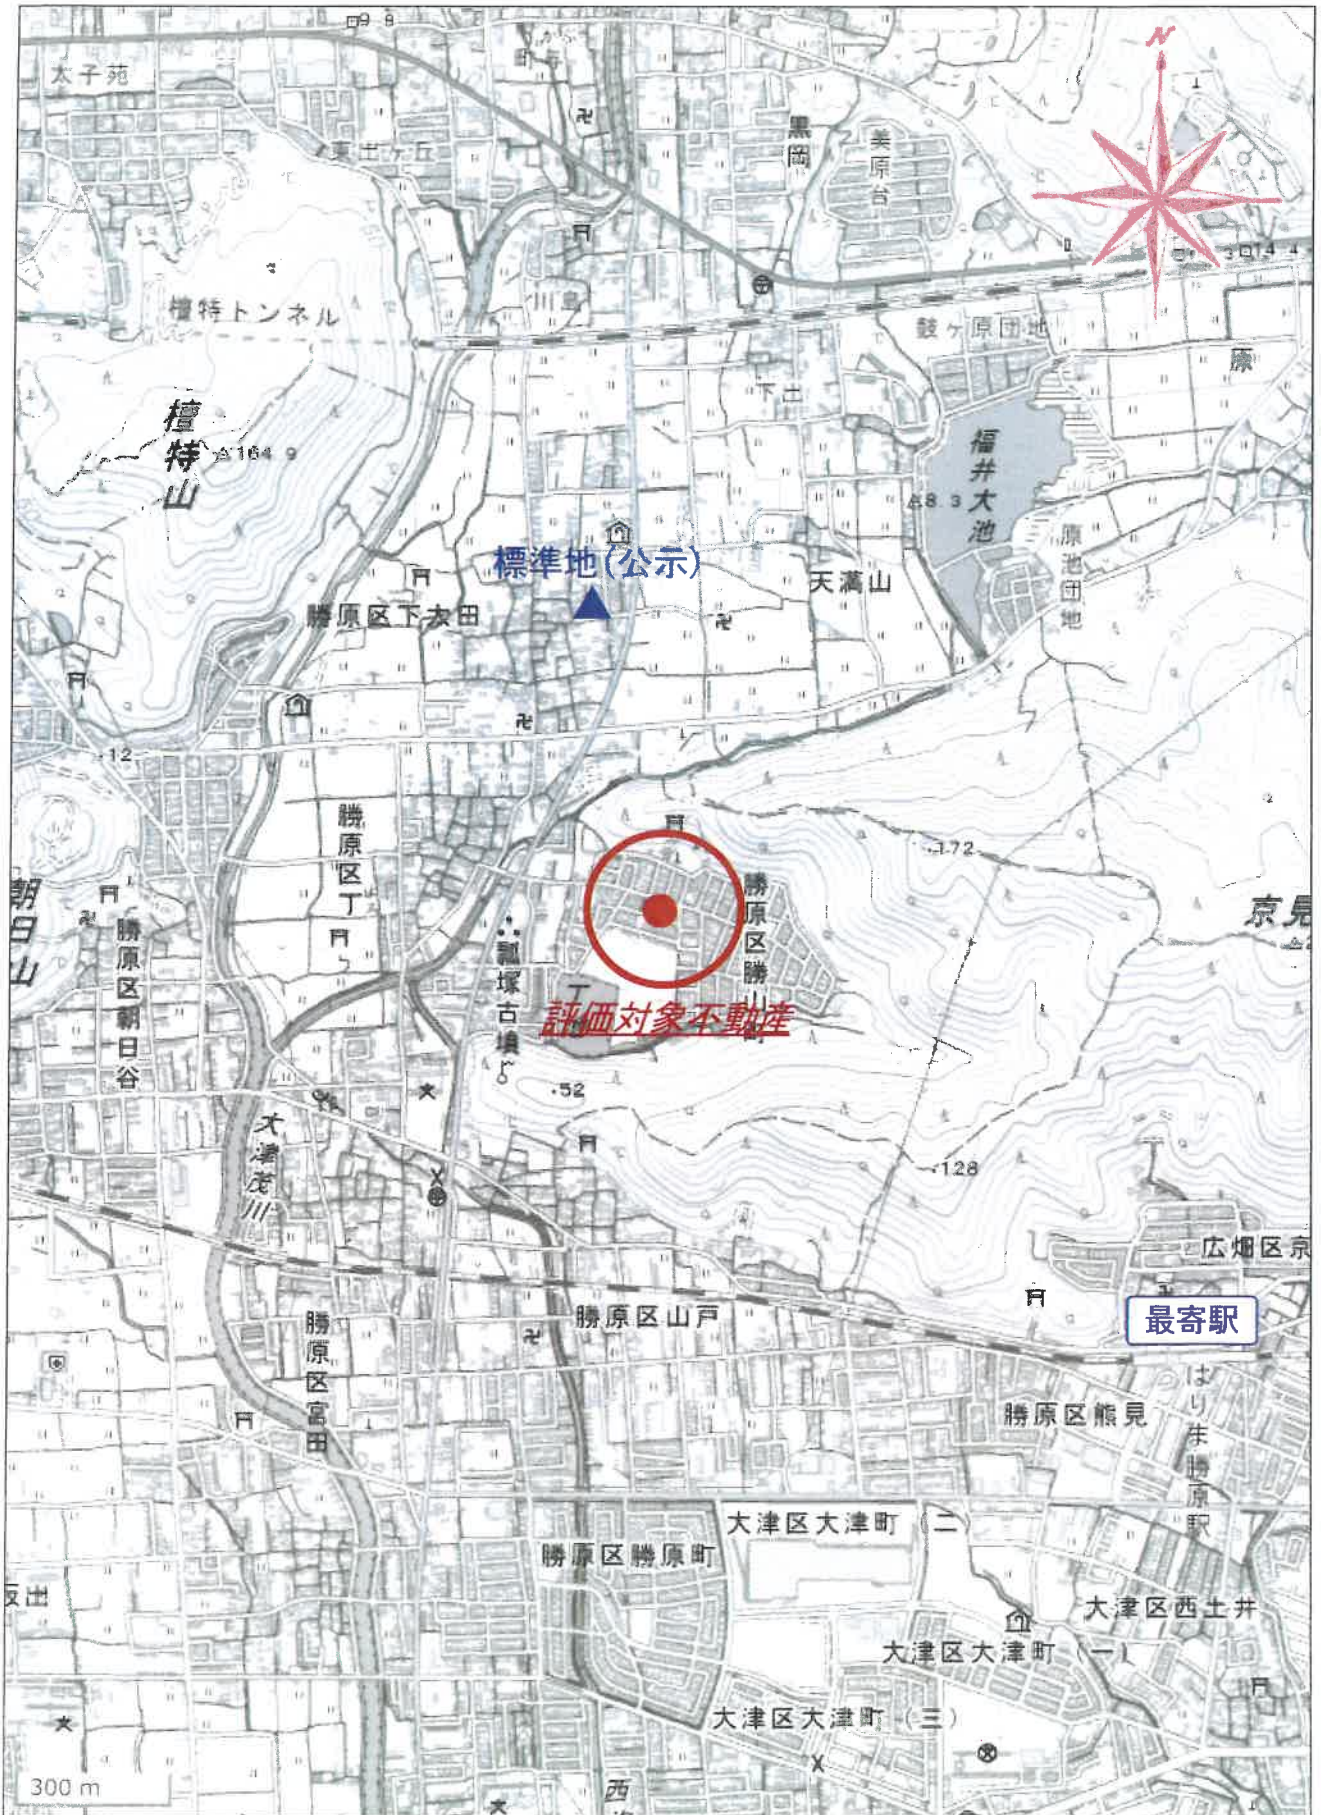 9 8
太子苑
東出ヶ丘
黒岡
美原台
N
檀特トンネル
川島
鼓ヶ原団地
原
檀特山
164 9
福井大池
8.3
原池団地
標準地(公示)
天満山
勝原区下太田
12
勝原区丁
172
朝日山
勝原区朝日谷
瓢塚古墳
勝原区勝山町
京見
評価対象不動産
52
大津茂川
128
広畑区京
最寄駅
勝原区山戸
勝原区宮田
はりま勝原駅
勝原区熊見
大津区大津町(二)
勝原区勝原町
大津区西土井
大津区大津町(一)
大津区大津町(三)
300 m
西